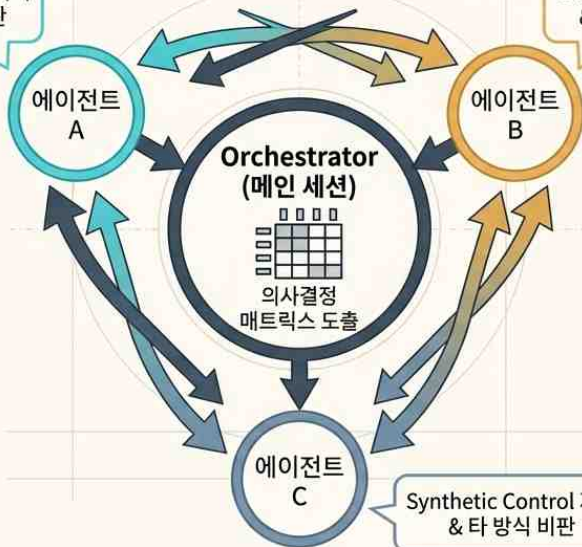 에이전트
A
에이전트
B
Orchestrator
(메인 세션)
의사결정
매트릭스 도출
에이전트
C
Synthetic Control
& 타 방식 비판